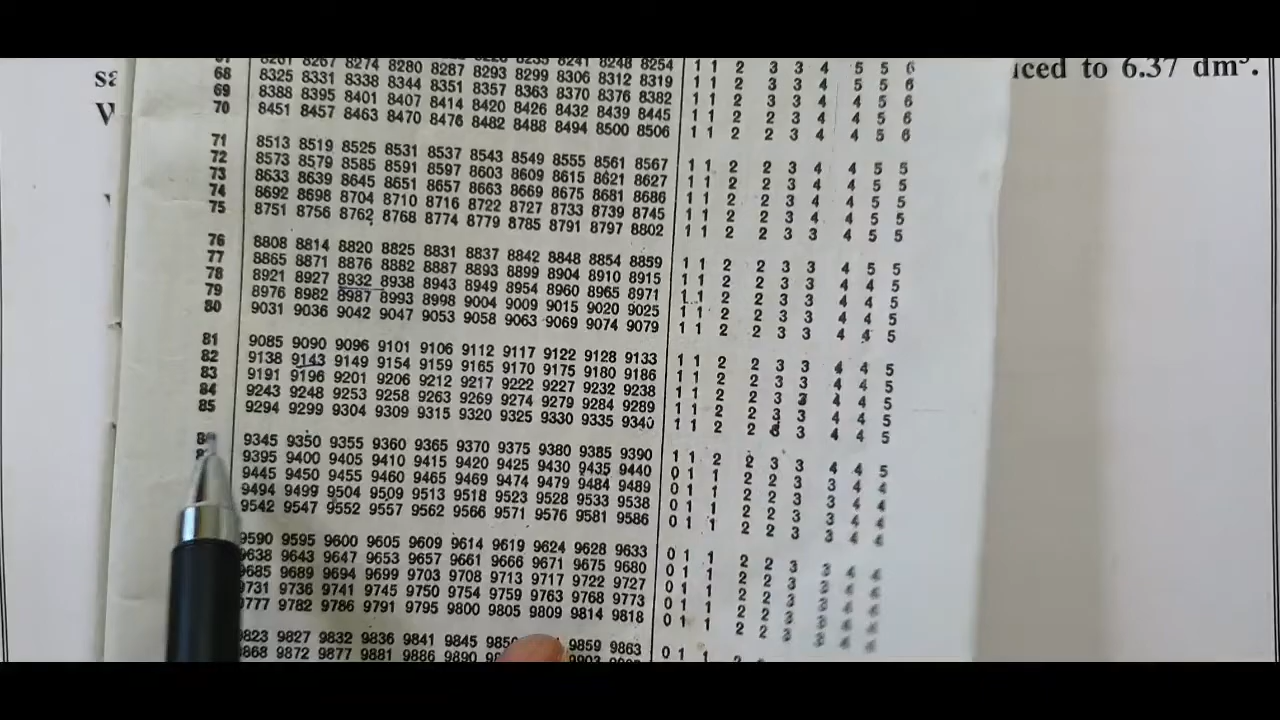 sa
V
iced to 6.37 dm³.
8261 8267 8274 8280 8287 8293 8299 8306 8312 8319
68 8325 8331 8338 8344 8351 8357 8363 8370 8376 8382 1 1 2 3 3 4 5 5 6
69 8388 8395 8401 8407 8414 8420 8426 8432 8439 8445 1 1 2 3 3 4 4 5 6
70 8451 8457 8463 8470 8476 8482 8488 8494 8500 8506 1 1 2 2 3 4 4 5 6
71 8513 8519 8525 8531 8537 8543 8549 8555 8561 8567 1 1 2 2 3 4 4 5 5
72 8573 8579 8585 8591 8597 8603 8609 8615 8621 8627 1 1 2 2 3 4 4 5 5
73 8633 8639 8645 8651 8657 8663 8669 8675 8681 8686 1 1 2 2 3 4 4 5 5
74 8692 8698 8704 8710 8716 8722 8727 8733 8739 8745 1 1 2 2 3 4 4 5 5
75 8751 8756 8762 8768 8774 8779 8785 8791 8797 8802 1 1 2 2 3 3 4 5 5
76 8808 8814 8820 8825 8831 8837 8842 8848 8854 8859 1 1 2 2 3 3 4 5 5
77 8865 8871 8876 8882 8887 8893 8899 8904 8910 8915 1 1 2 2 3 3 4 4 5
78 8921 8927 8932 8938 8943 8949 8954 8960 8965 8971 1 1 2 2 3 3 4 4 5
79 8976 8982 8987 8993 8998 9004 9009 9015 9020 9025 1 1 2 2 3 3 4 4 5
80 9031 9036 9042 9047 9053 9058 9063 9069 9074 9079 1 1 2 2 3 3 4 4 5
81 9085 9090 9096 9101 9106 9112 9117 9122 9128 9133 1 1 2 2 3 3 4 4 5
82 9138 9143 9149 9154 9159 9165 9170 9175 9180 9186 1 1 2 2 3 3 4 4 5
83 9191 9196 9201 9206 9212 9217 9222 9227 9232 9238 1 1 2 2 3 3 4 4 5
84 9243 9248 9253 9258 9263 9269 9274 9279 9284 9289 1 1 2 2 3 3 4 4 5
85 9294 9299 9304 9309 9315 9320 9325 9330 9335 9340 1 1 2 2 3 3 4 4 5
9345 9350 9355 9360 9365 9370 9375 9380 9385 9390 1 1 2 2 3 3 4 4 5
9395 9400 9405 9410 9415 9420 9425 9430 9435 9440 0 1 1 2 2 3 3 4 4
9445 9450 9455 9460 9465 9469 9474 9479 9484 9489 0 1 1 2 2 3 3 4 4
9494 9499 9504 9509 9513 9518 9523 9528 9533 9538 0 1 1 2 2 3 3 4 4
9542 9547 9552 9557 9562 9566 9571 9576 9581 9586 0 1 1 2 2 3 3 4 4
9590 9595 9600 9605 9609 9614 9619 9624 9628 9633 0 1 1 2 2 3 3 4 4
9638 9643 9647 9653 9657 9661 9666 9671 9675 9680 0 1 1 2 2 3 3 4 4
9685 9689 9694 9699 9703 9708 9713 9717 9722 9727 0 1 1 2 2 3 3 4 4
9731 9736 9741 9745 9750 9754 9759 9763 9768 9773 0 1 1 2 2 3 3 4 4
9777 9782 9786 9791 9795 9800 9805 9809 9814 9818 0 1 1 2 2 3 3 4 4
9823 9827 9832 9836 9841 9845 9859 9863 0 1 1
9868 9872 9877 9881 9886 9890